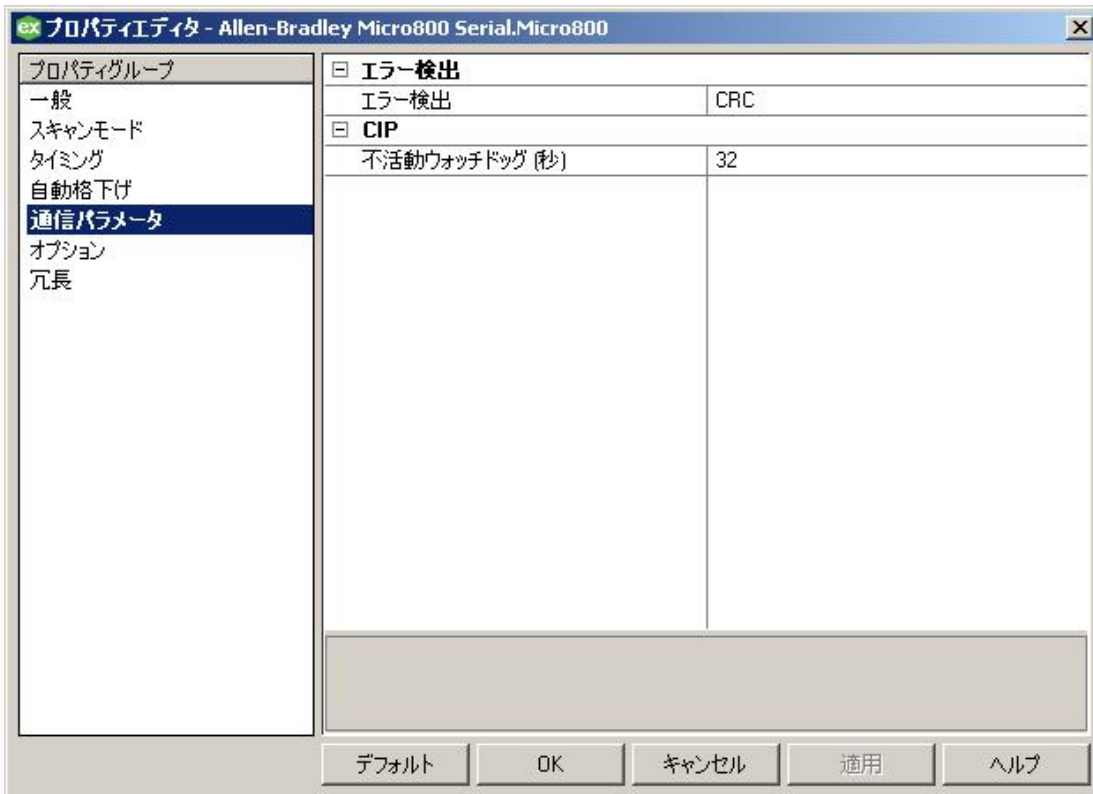 ex プロパティエディタ - Allen-Bradley Micro800 Serial.Micro800
プロパティグループ
一般
スキャンモード
タイミング
自動格下げ
通信パラメータ
オプション
冗長
エラー検出
エラー検出 CRC
CIP
不活動ウォッチドッグ (秒) 32
デフォルト OK キャンセル 適用 ヘルプ